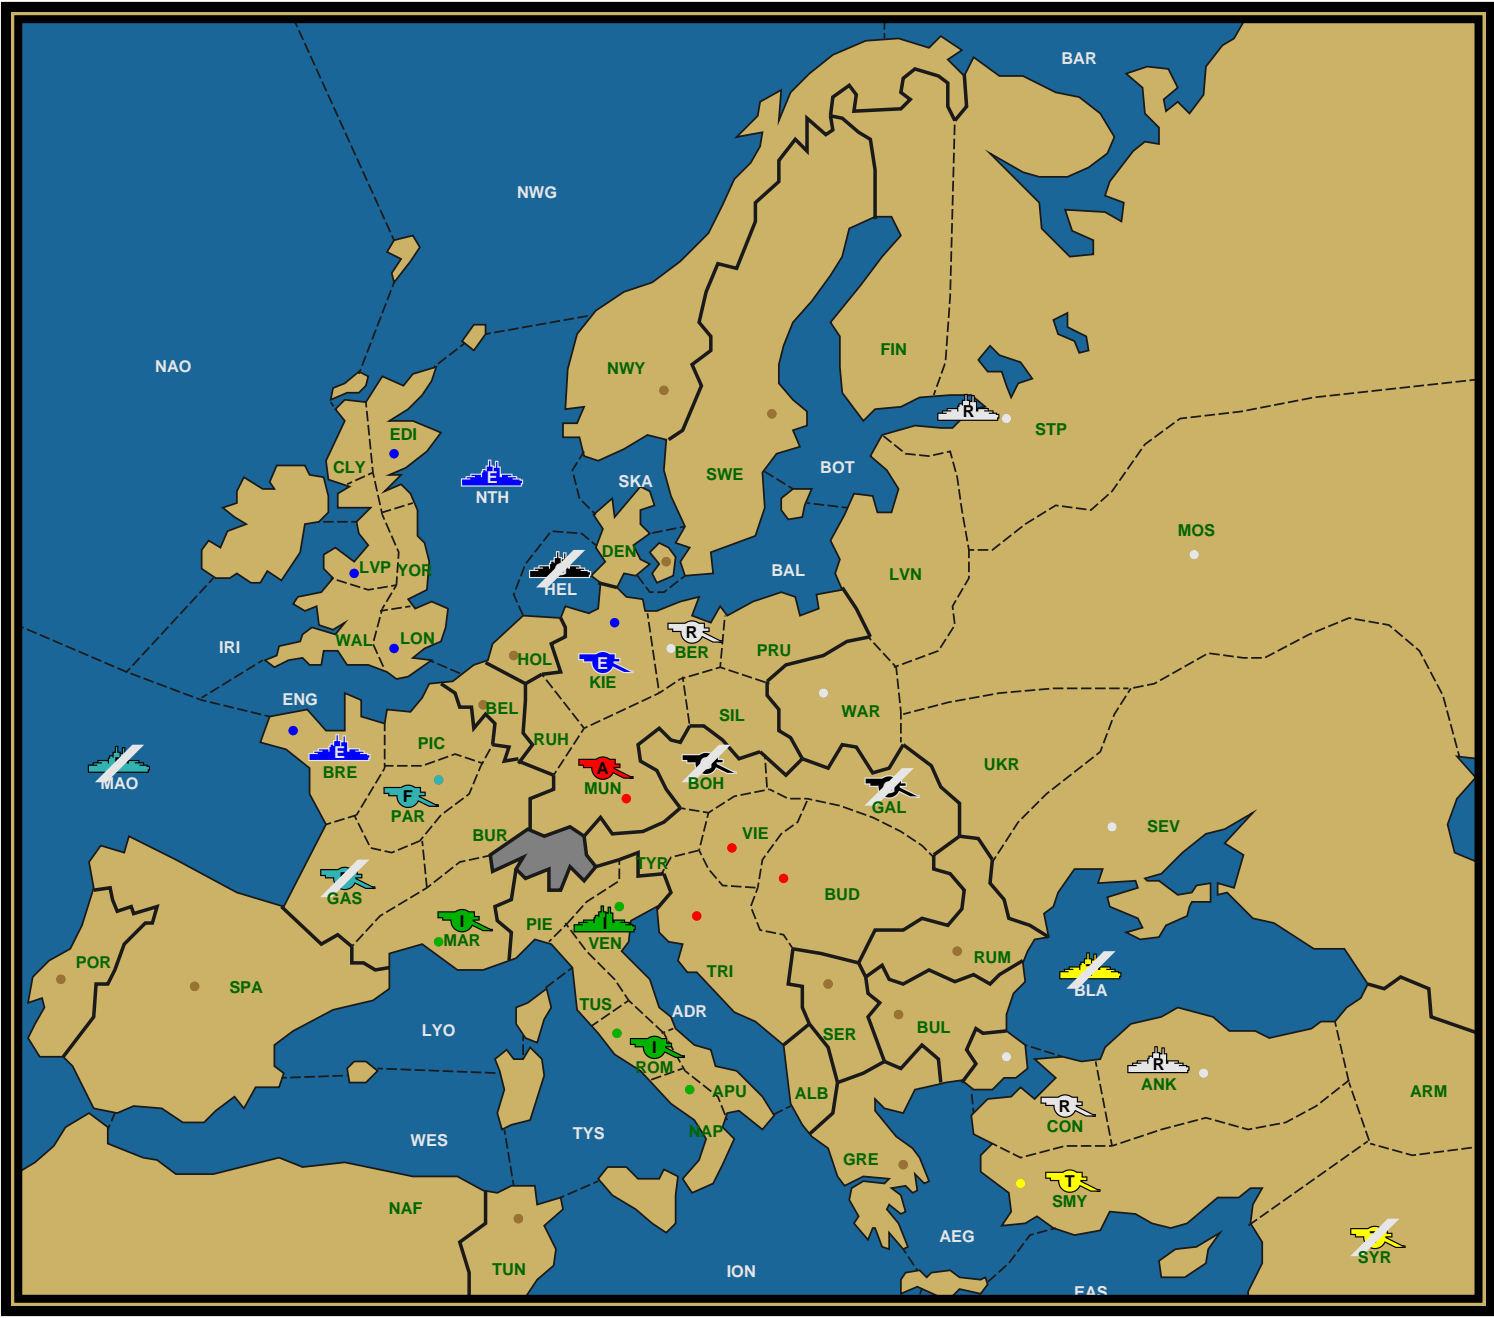 BAR
NWG
NAO
NWY
FIN
R
STP
EDI
CLY
SKA
SWE
BOT
E
NTH
MOS
DEN
LVP
YOR
HEL
BAL
LVN
IRI
WAL
LON
HOL
E
KIE
R
BER
PRU
ENG
BEL
SIL
WAR
PIC
RUH
E
BRE
UKR
MAO
A
MUN
BOH
GAL
F
PAR
BUR
VIE
SEV
TYR
GAS
BUD
I
MAR
PIE
I
VEN
POR
SPA
TRI
RUM
BLA
TUS
ADR
LYO
SER
BUL
I
ROM
R
ANK
APU
ALB
ARM
R
CON
WES
TYS
NAP
GRE
T
SMY
NAF
AEG
SYR
TUN
ION
EAS